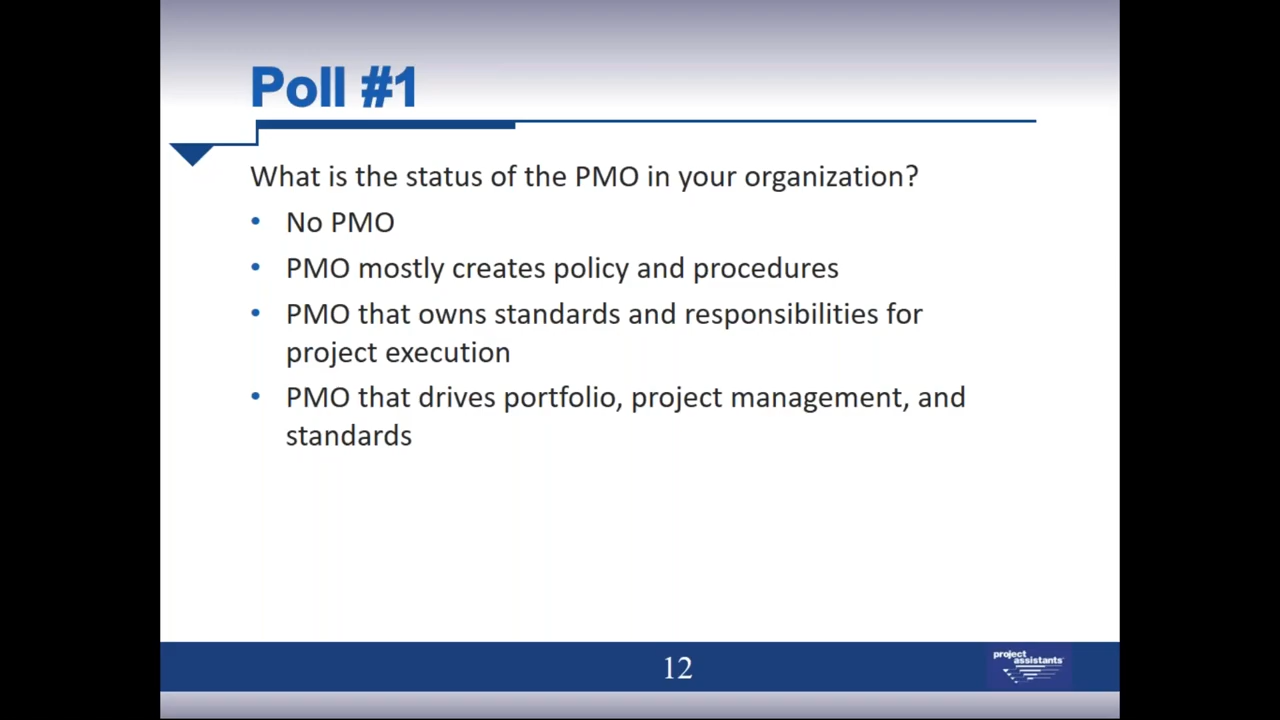 Poll #1
What is the status of the PMO in your organization?
• No PMO
• PMO mostly creates policy and procedures
• PMO that owns standards and responsibilities for
project execution
• PMO that drives portfolio, project management, and
standards
12
project
assistants